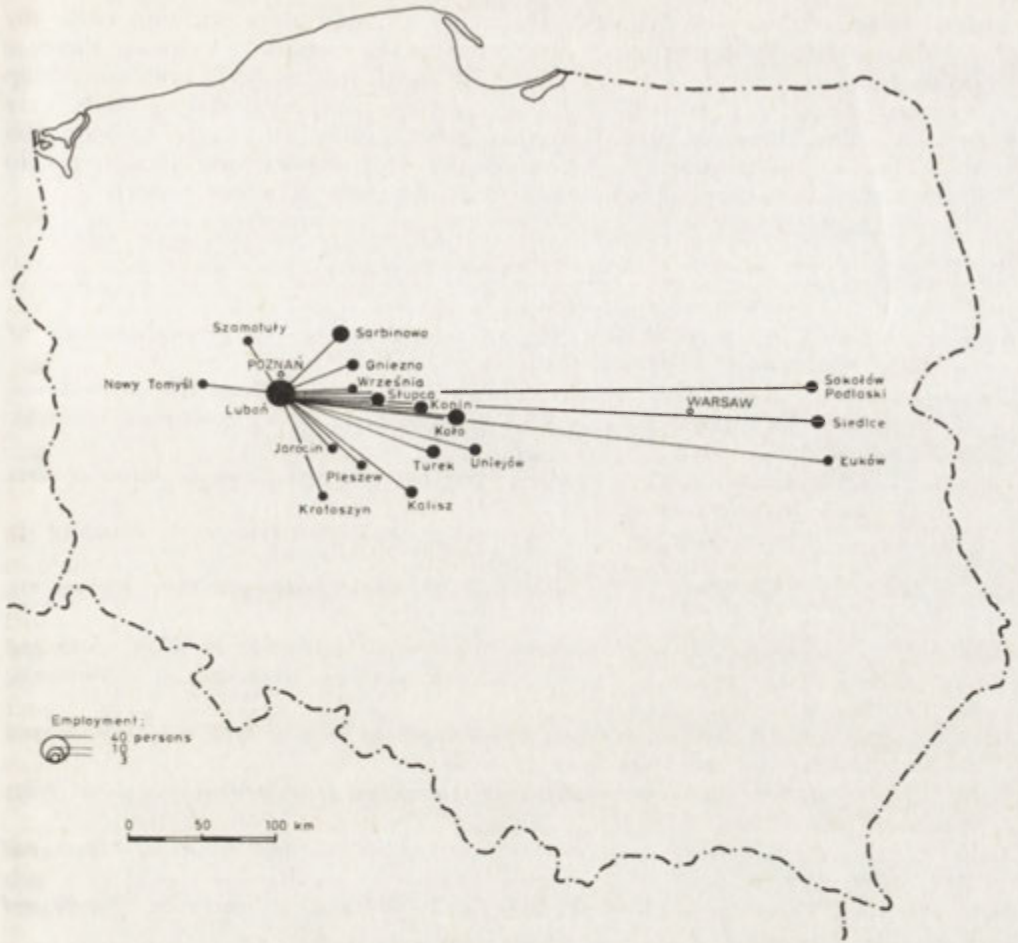 Szamotuły
Sarbinowo
POZNAŃ
Gniezno
Nowy Tomyśl
Września
Słupca
Sokołów
Podlaski
Luboń
Konin
WARSAW
Koło
Siedlce
Jarocin
Turek
Uniejów
Łuków
Pleszew
Krotoszyn
Kalisz
Employment:
40 persons
10
3
0 50 100 km